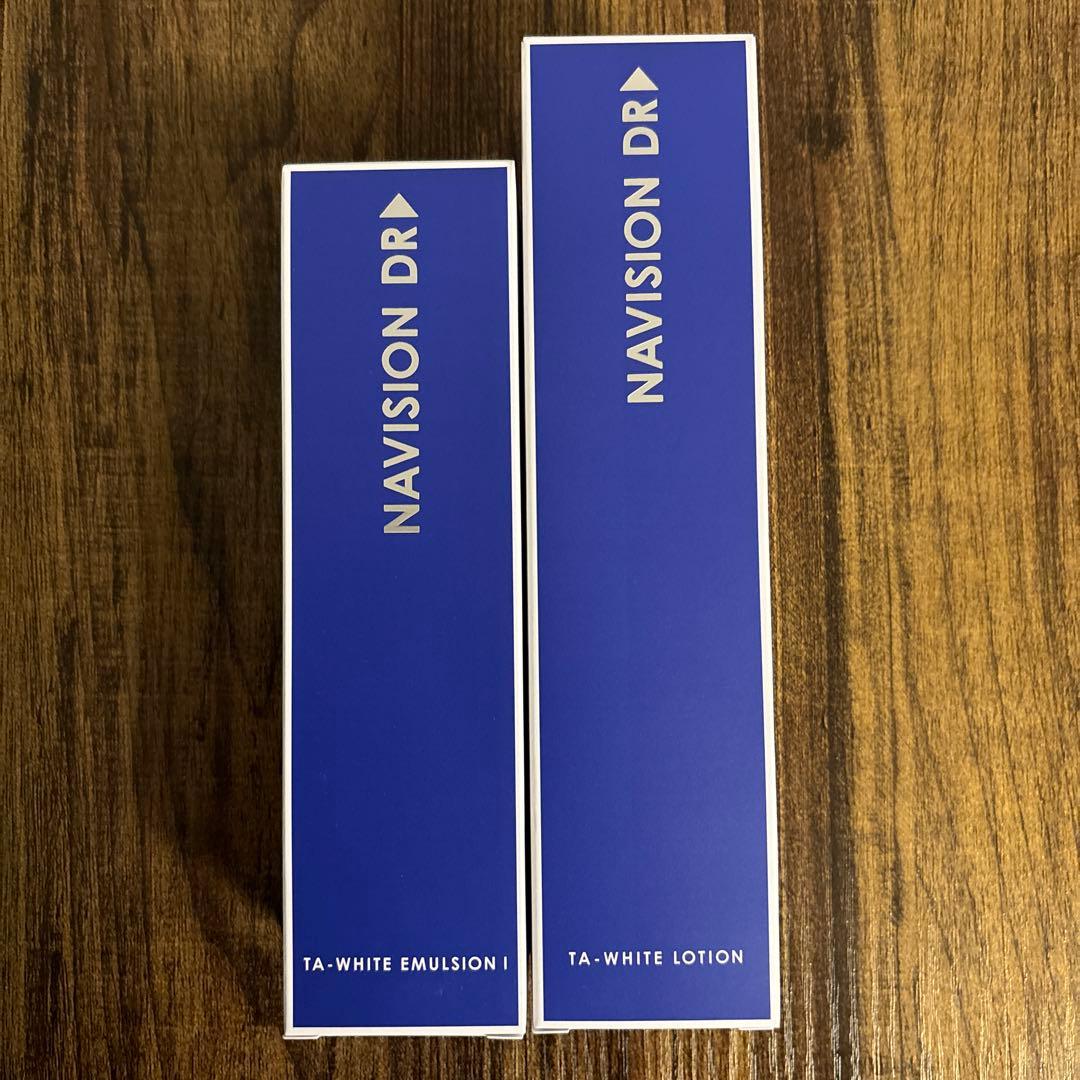 NAVISION DR
TA-WHITE EMULSION I
NAVISION DR
TA-WHITE LOTION